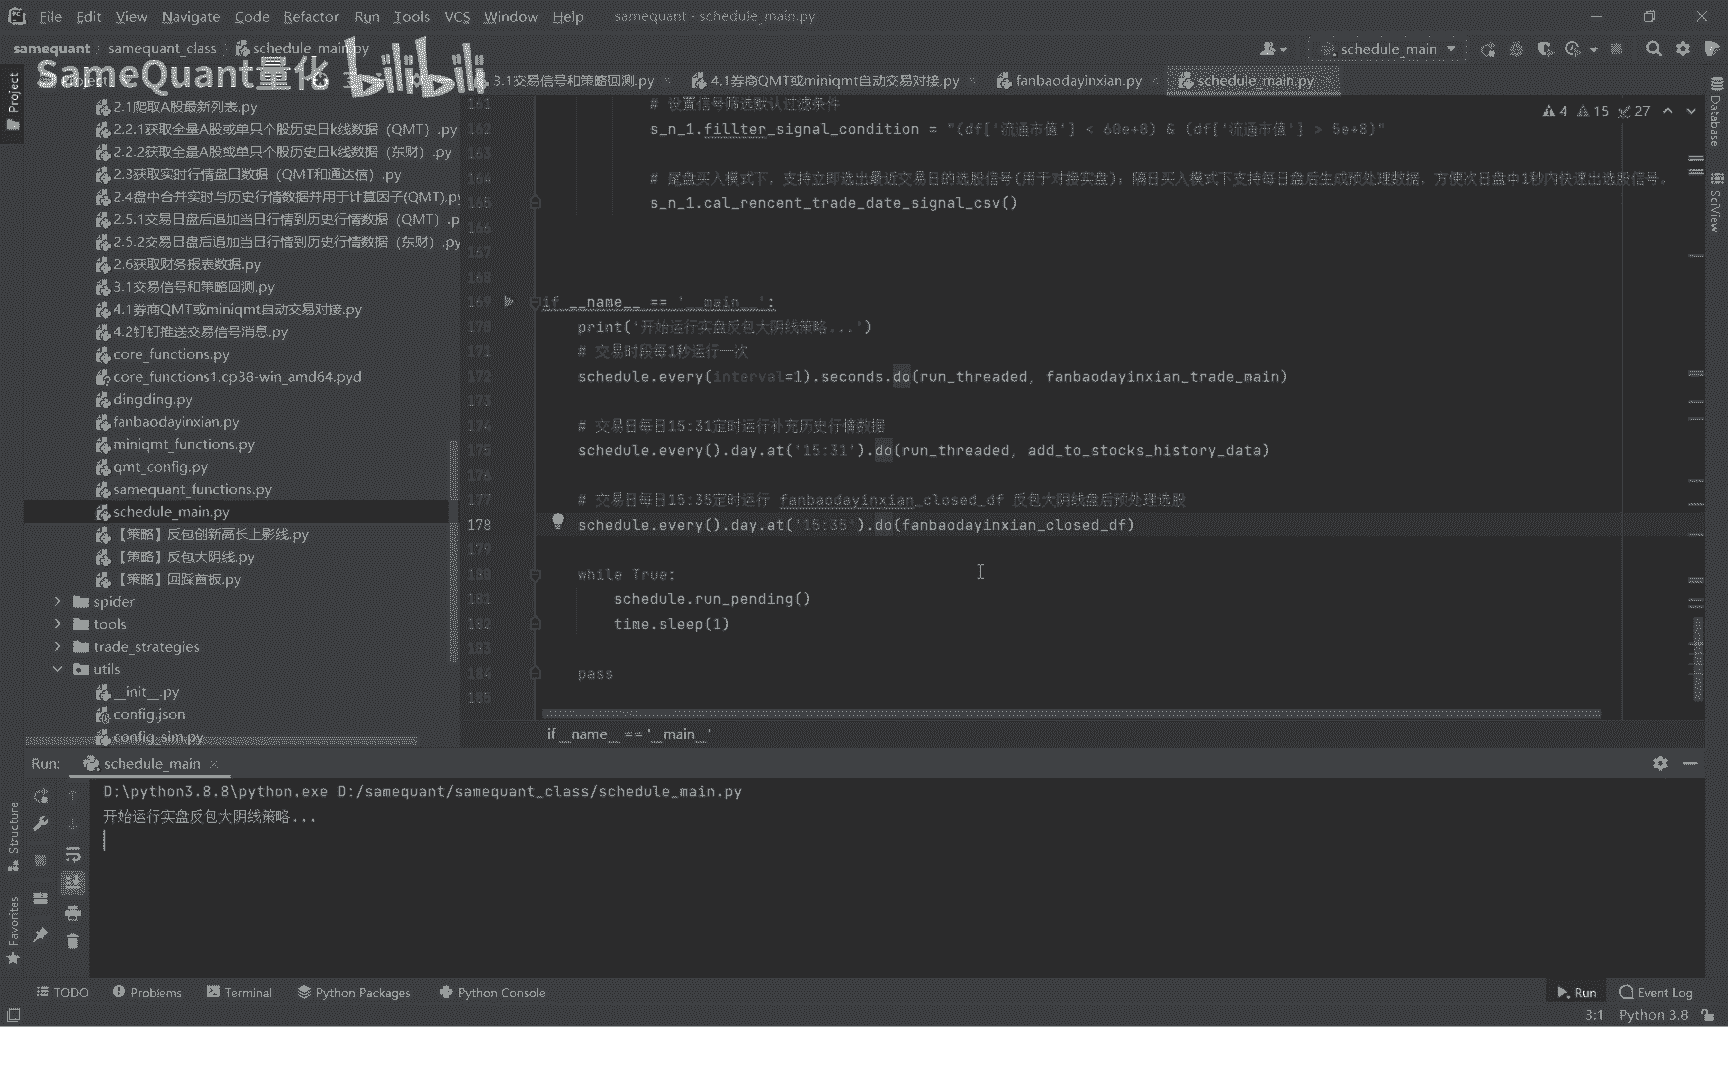 File Edit View Navigate Code Refactor Run Tools VCS Window Help samequant - schedule_main.py
samequant samequant_class schedule_main.py schedule_main
SameQuant量化 bilibili
Project 3.1交易信号和策略回测.py 4.1券商QMT或miniqmt自动交易对接.py fanbaodayinxian.py schedule_main.py
2.1爬取A股最新列表.py
2.2.1获取全量A股或单只个股历史日k线数据（QMT）.py
2.2.2获取全量A股或单只个股历史日k线数据（东财）.py
2.3获取实时行情盘口数据（QMT和通达信）.py
2.4盘中合并实时与历史行情数据并用于计算因子(QMT).py
2.5.1交易日盘后追加当日行情到历史行情数据（QMT）.py
2.5.2交易日盘后追加当日行情到历史行情数据（东财）.py
2.6获取财务报表数据.py
3.1交易信号和策略回测.py
4.1券商QMT或miniqmt自动交易对接.py
4.2钉钉推送交易信号消息.py
core_functions.py
core_functions1.cp38-win_amd64.pyd
dingding.py
fanbaodayinxian.py
miniqmt_functions.py
qmt_config.py
samequant_functions.py
schedule_main.py
【策略】反包创新高长上影线.py
【策略】反包大阴线.py
【策略】回踩首板.py
spider
tools
trade_strategies
utils
__init__.py
config.json
config_sim.py
161 # 设置信号筛选默认过滤条件
162 s_n_1.fillter_signal_condition = "(df['流通市值'] < 60e+8) & (df['流通市值'] > 5e+8)"
163
164 # 尾盘买入模式下，支持立即选出最近交易日的选股信号(用于对接实盘)；隔日买入模式下支持每日盘后生成预处理数据，方便次日盘中1秒内快速出选股信号。
165 s_n_1.cal_rencent_trade_date_signal_csv()
166
167
168
169 if __name__ == '__main__':
170 print('开始运行实盘反包大阴线策略...')
171 # 交易时段每1秒运行一次
172 schedule.every(interval=1).seconds.do(run_threaded, fanbaodayinxian_trade_main)
173
174 # 交易日每日15:31定时运行补充历史行情数据
175 schedule.every().day.at('15:31').do(run_threaded, add_to_stocks_history_data)
176
177 # 交易日每日15:35定时运行 fanbaodayinxian_closed_df 反包大阴线盘后预处理选股
178 schedule.every().day.at('15:35').do(fanbaodayinxian_closed_df)
179
180 while True:
181 schedule.run_pending()
182 time.sleep(1)
183
184 pass
185
4 15 27
Database
SciView
if __name__ == '__main__'
Run: schedule_main
D:\python3.8.8\python.exe D:/samequant/samequant_class/schedule_main.py
开始运行实盘反包大阴线策略...
Structure
Favorites
TODO Problems Terminal Python Packages Python Console Run Event Log
3:1 Python 3.8